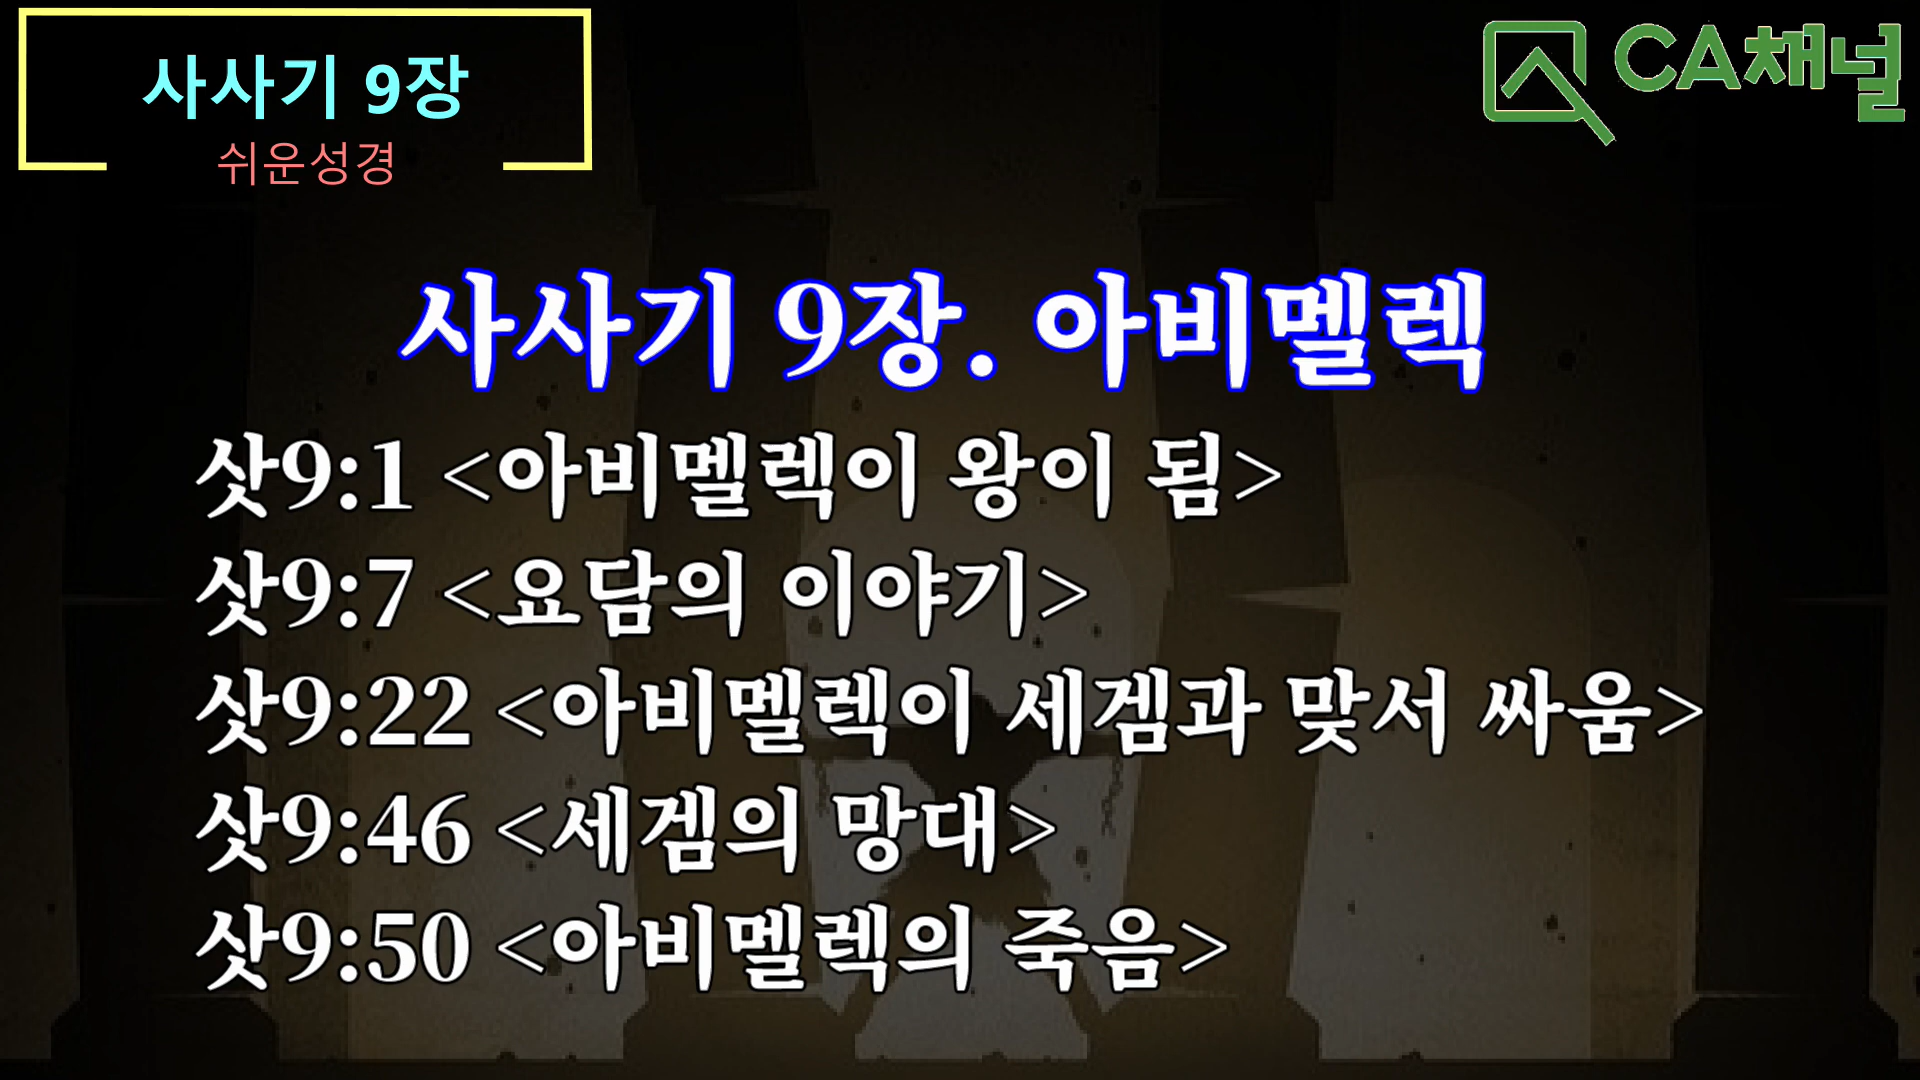 사사기 9장
쉬운성경
CA채널
사사기 9장. 아비멜렉
삿9:1 <아비멜렉이 왕이 됨>
삿9:7 <요담의 이야기>
삿9:22 <아비멜렉이 세겜과 맞서 싸움>
삿9:46 <세겜의 망대>
삿9:50 <아비멜렉의 죽음>